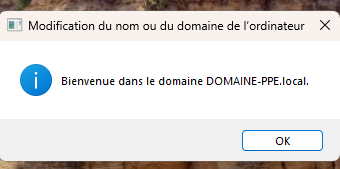 Modification du nom ou du domaine de l'ordinateur
Bienvenue dans le domaine DOMAINE-PPE.local.
OK